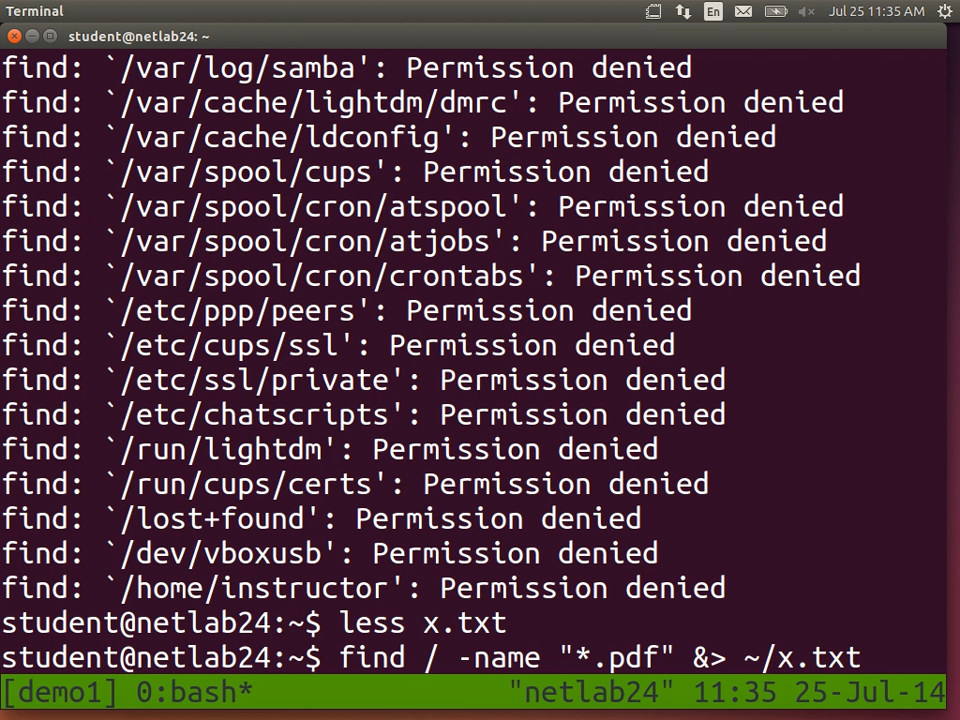 Terminal
En
Jul 25 11:35 AM
student@netlab24: ~
find: `/var/log/samba': Permission denied
find: `/var/cache/lightdm/dmrc': Permission denied
find: `/var/cache/ldconfig': Permission denied
find: `/var/spool/cups': Permission denied
find: `/var/spool/cron/atspool': Permission denied
find: `/var/spool/cron/atjobs': Permission denied
find: `/var/spool/cron/crontabs': Permission denied
find: `/etc/ppp/peers': Permission denied
find: `/etc/cups/ssl': Permission denied
find: `/etc/ssl/private': Permission denied
find: `/etc/chatscripts': Permission denied
find: `/run/lightdm': Permission denied
find: `/run/cups/certs': Permission denied
find: `/lost+found': Permission denied
find: `/dev/vboxusb': Permission denied
find: `/home/instructor': Permission denied
student@netlab24:~$ less x.txt
student@netlab24:~$ find / -name "*.pdf" &> ~/x.txt
[demo1] 0:bash* "netlab24" 11:35 25-Jul-14